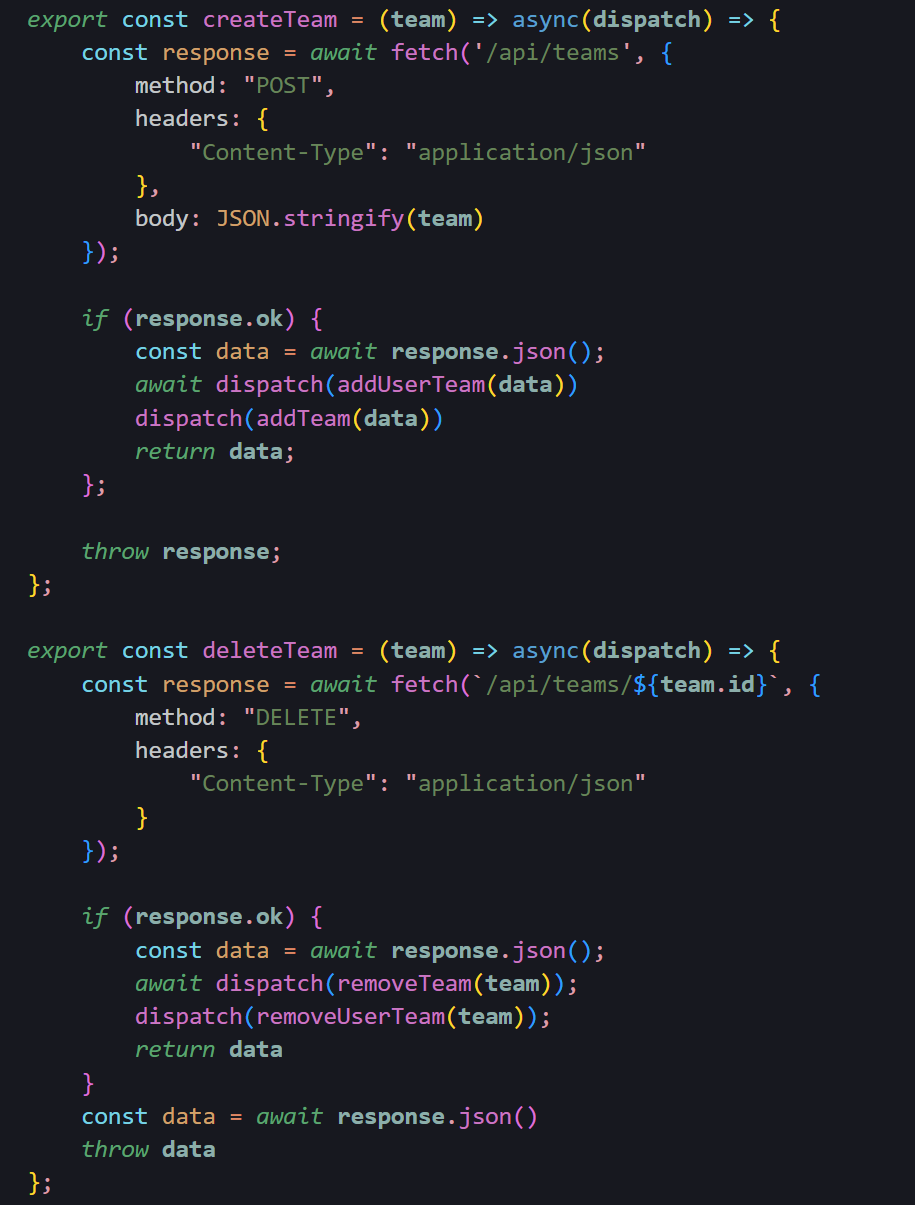 export const createTeam = (team) => async(dispatch) => {
    const response = await fetch('/api/teams', {
        method: "POST",
        headers: {
            "Content-Type": "application/json"
        },
        body: JSON.stringify(team)
    });

    if (response.ok) {
        const data = await response.json();
        await dispatch(addUserTeam(data))
        dispatch(addTeam(data))
        return data;
    };

    throw response;
};

export const deleteTeam = (team) => async(dispatch) => {
    const response = await fetch(`/api/teams/${team.id}`, {
        method: "DELETE",
        headers: {
            "Content-Type": "application/json"
        }
    });

    if (response.ok) {
        const data = await response.json();
        await dispatch(removeTeam(team));
        dispatch(removeUserTeam(team));
        return data
    }
    const data = await response.json()
    throw data
};